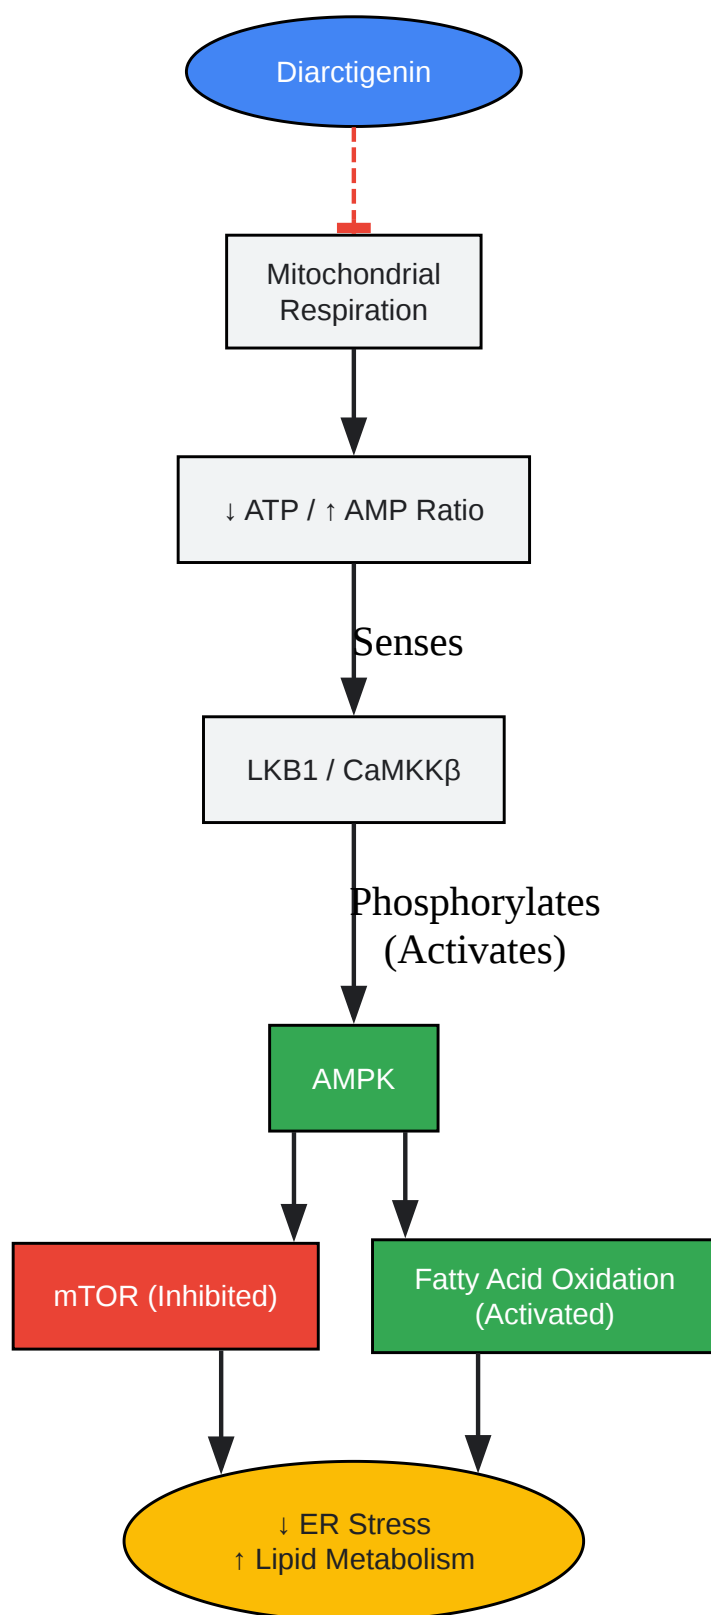 Diarctigenin
Mitochondrial
Respiration
↓ ATP / ↑ AMP Ratio
Senses
LKB1 / CaMKKβ
Phosphorylates
(Activates)
AMPK
mTOR (Inhibited)
Fatty Acid Oxidation
(Activated)
↓ ER Stress
↑ Lipid Metabolism